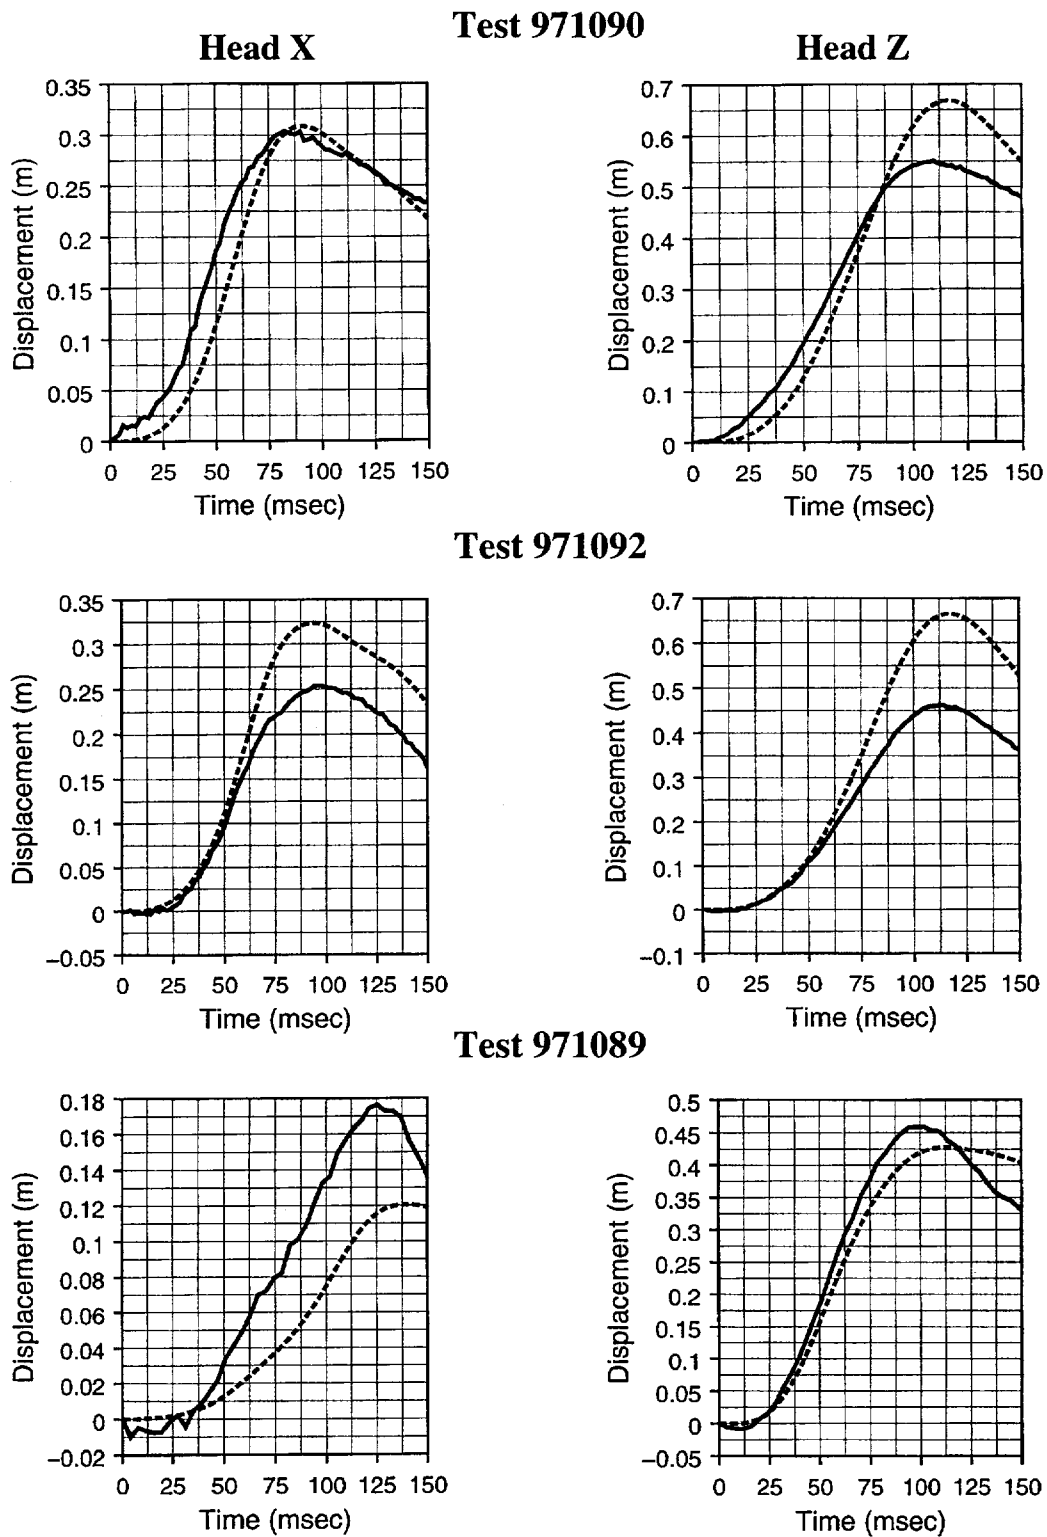 Test 971090
Head X
Head Z
0.35
0.3
0.25
0.2
0.15
0.1
0.05
0
Displacement (m)
0 25 50 75 100 125 150
Time (msec)
0.7
0.6
0.5
0.4
0.3
0.2
0.1
0
Displacement (m)
0 25 50 75 100 125 150
Time (msec)
Test 971092
0.35
0.3
0.25
0.2
0.15
0.1
0.05
0
−0.05
Displacement (m)
0 25 50 75 100 125 150
Time (msec)
0.7
0.6
0.5
0.4
0.3
0.2
0.1
0
−0.1
Displacement (m)
0 25 50 75 100 125 150
Time (msec)
Test 971089
0.18
0.16
0.14
0.12
0.1
0.08
0.06
0.04
0.02
0
−0.02
Displacement (m)
0 25 50 75 100 125 150
Time (msec)
0.5
0.45
0.4
0.35
0.3
0.25
0.2
0.15
0.1
0.05
0
−0.05
Displacement (m)
0 25 50 75 100 125 150
Time (msec)